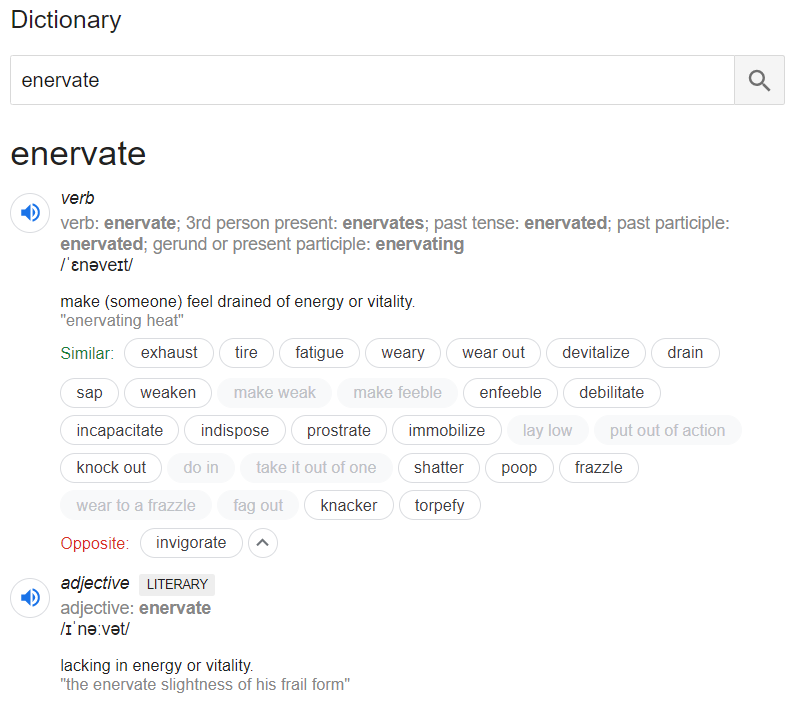 Dictionary
enervate
enervate
verb
verb: enervate; 3rd person present: enervates; past tense: enervated; past participle:
enervated; gerund or present participle: enervating
/ˈɛnəveɪt/
make (someone) feel drained of energy or vitality.
"enervating heat"
Similar: exhaust tire fatigue weary wear out devitalize drain
sap weaken make weak make feeble enfeeble debilitate
incapacitate indispose prostrate immobilize lay low put out of action
knock out do in take it out of one shatter poop frazzle
wear to a frazzle fag out knacker torpefy
Opposite: invigorate
adjective LITERARY
adjective: enervate
/ɪˈnəːvət/
lacking in energy or vitality.
"the enervate slightness of his frail form"